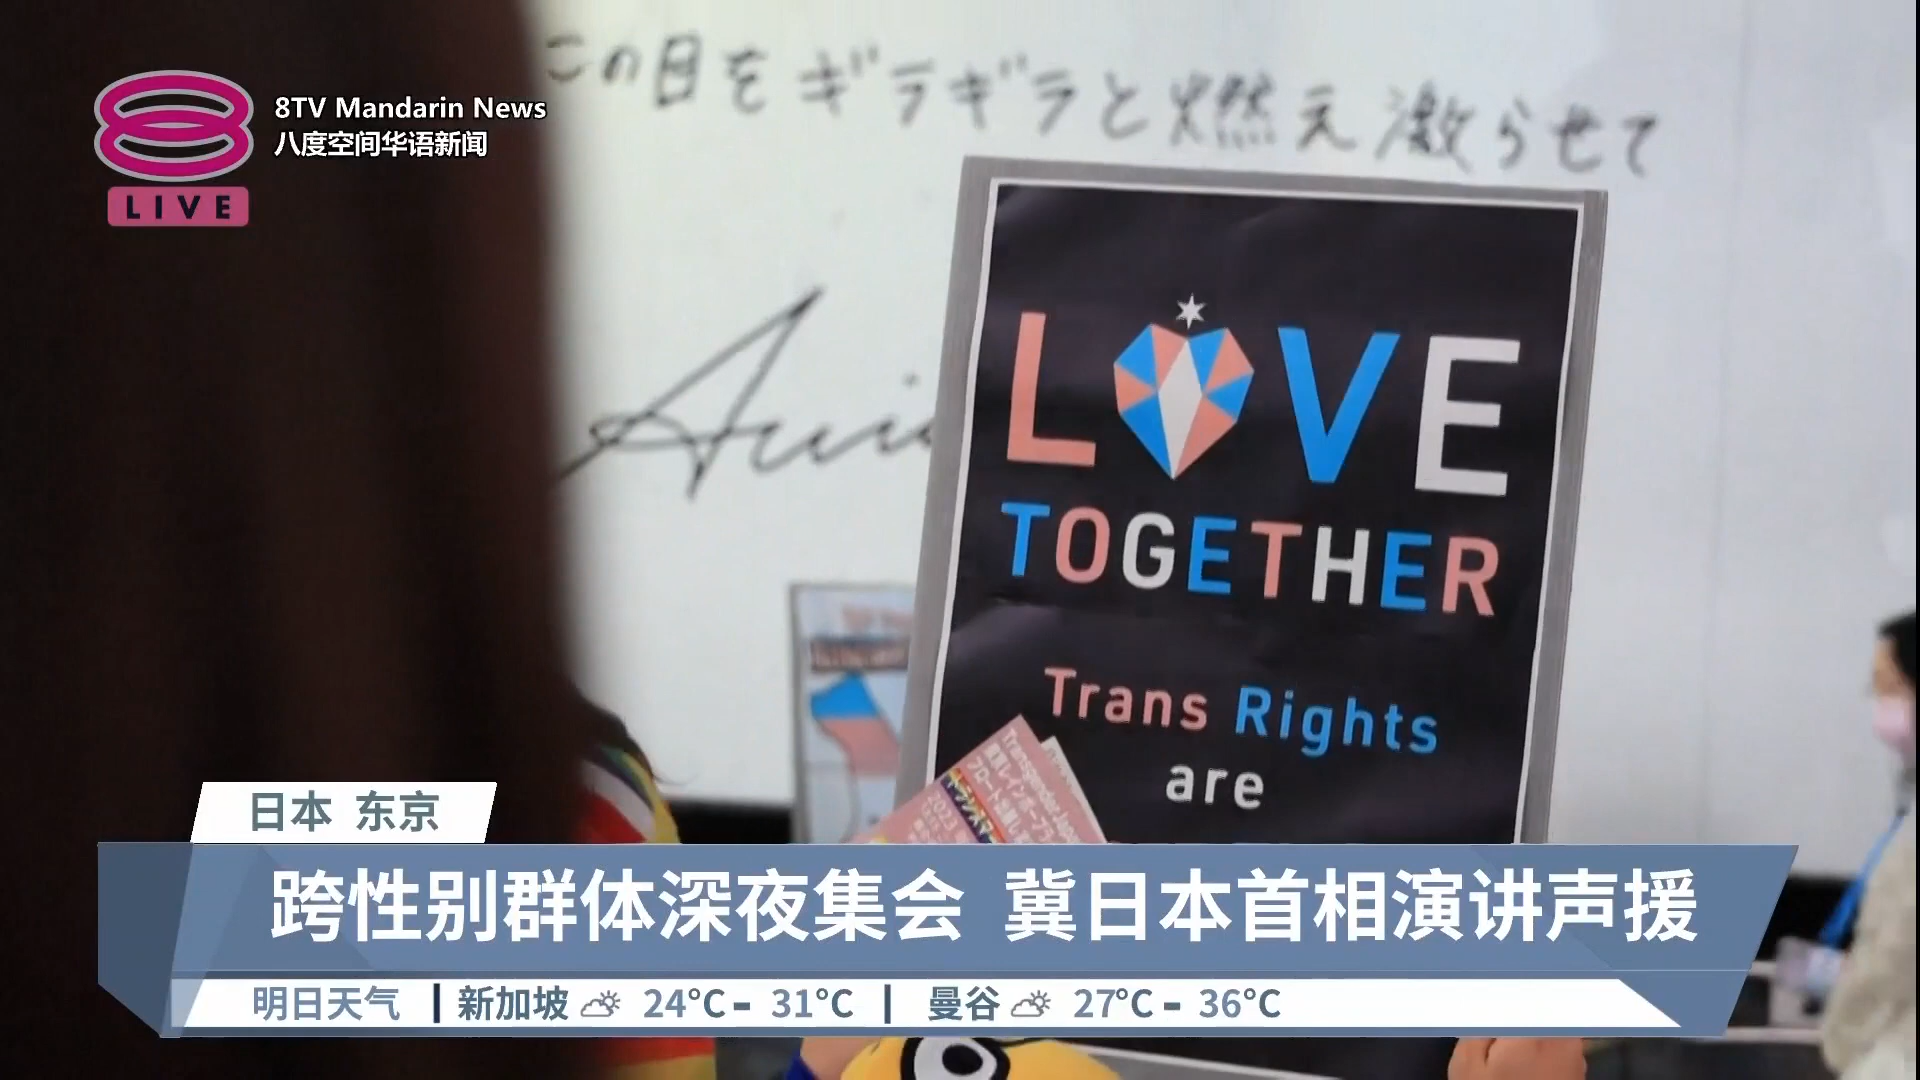 この日をギラギラと燃え激らせて
8TV Mandarin News
八度空间华语新闻
LIVE
LOVE
TOGETHER
Trans Rights
are
日本 东京
跨性别群体深夜集会 冀日本首相演讲声援
明日天气 | 新加坡 24°C - 31°C | 曼谷 27°C - 36°C